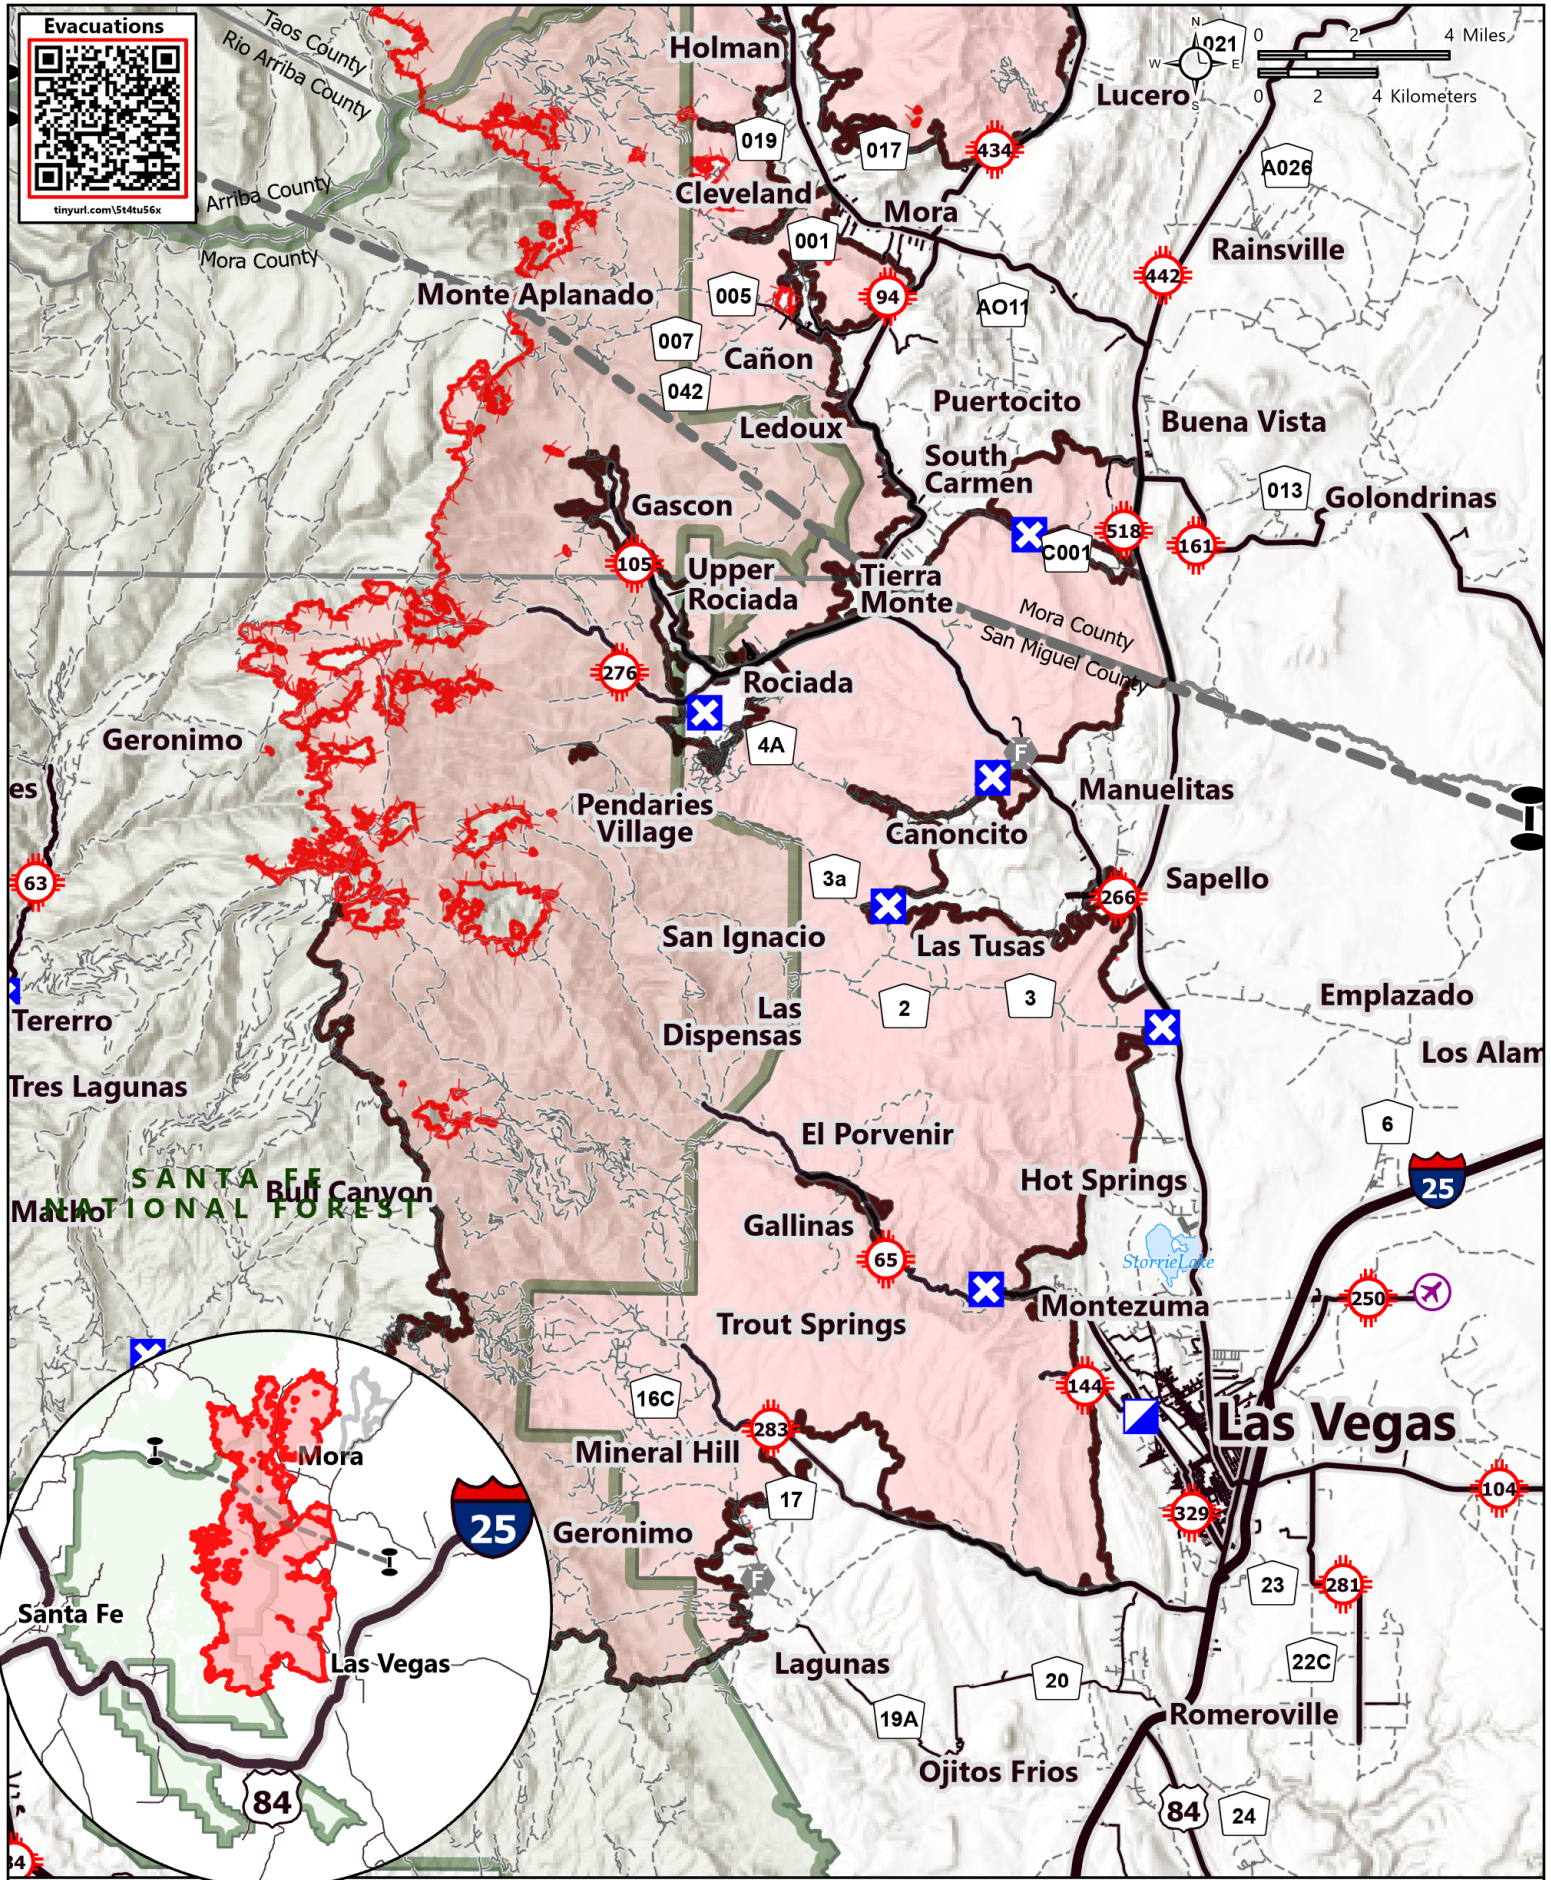 Evacuations
tinyurl.com\5t4tu56x
Taos County
Rio Arriba County
Arriba County
Mora County
Holman
021
N
W
E
S
0
2
4 Miles
0
2
4 Kilometers
Lucero
019
017
434
A026
Cleveland
Mora
001
Rainsville
442
Monte Aplanado
005
94
AO11
007
Cañon
042
Puertocito
Buena Vista
Ledoux
South
Carmen
013
Golondrinas
Gascon
518
161
C001
105
Upper
Rociada
Tierra
Monte
Mora County
San Miguel County
276
Rociada
Geronimo
4A
F
es
Manuelitas
Pendaries
Village
Canoncito
63
3a
Sapello
266
San Ignacio
Las Tusas
Las
Dispensas
2
3
Emplazado
Tererro
Los Alam
Tres Lagunas
6
El Porvenir
SANTA FE
NATIONAL FOREST
Bull Canyon
Macho
Hot Springs
25
Gallinas
65
StorrieLake
250
Montezuma
Trout Springs
144
16C
283
Las Vegas
Mineral Hill
17
104
329
Geronimo
F
23
281
Lagunas
20
22C
19A
Romeroville
Ojitos Frios
84
24
Mora
25
Santa Fe
Las Vegas
84
34